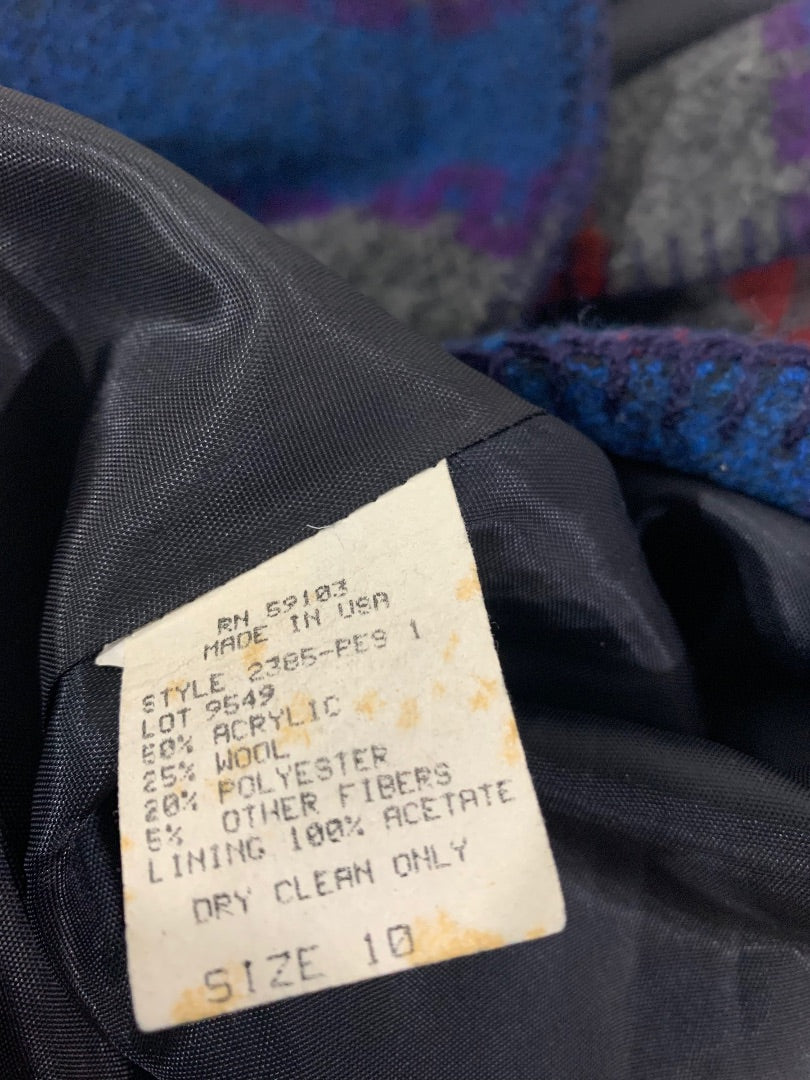 RN 59103
MADE IN USA
STYLE 2385-PES 1
LOT 9549
50% ACRYLIC
25% WOOL
20% POLYESTER
5% OTHER FIBERS
LINING 100% ACETATE
DRY CLEAN ONLY
SIZE 10